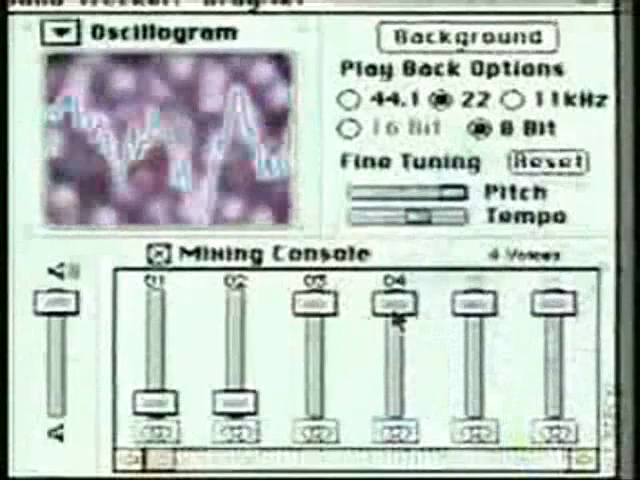 Oscillogram
Background
Play Back Options
44.1 22 11kHz
16 Bit 8 Bit
Fine Tuning Reset
Pitch
Tempo
Mixing Console 4 Voices
01 02 03 04